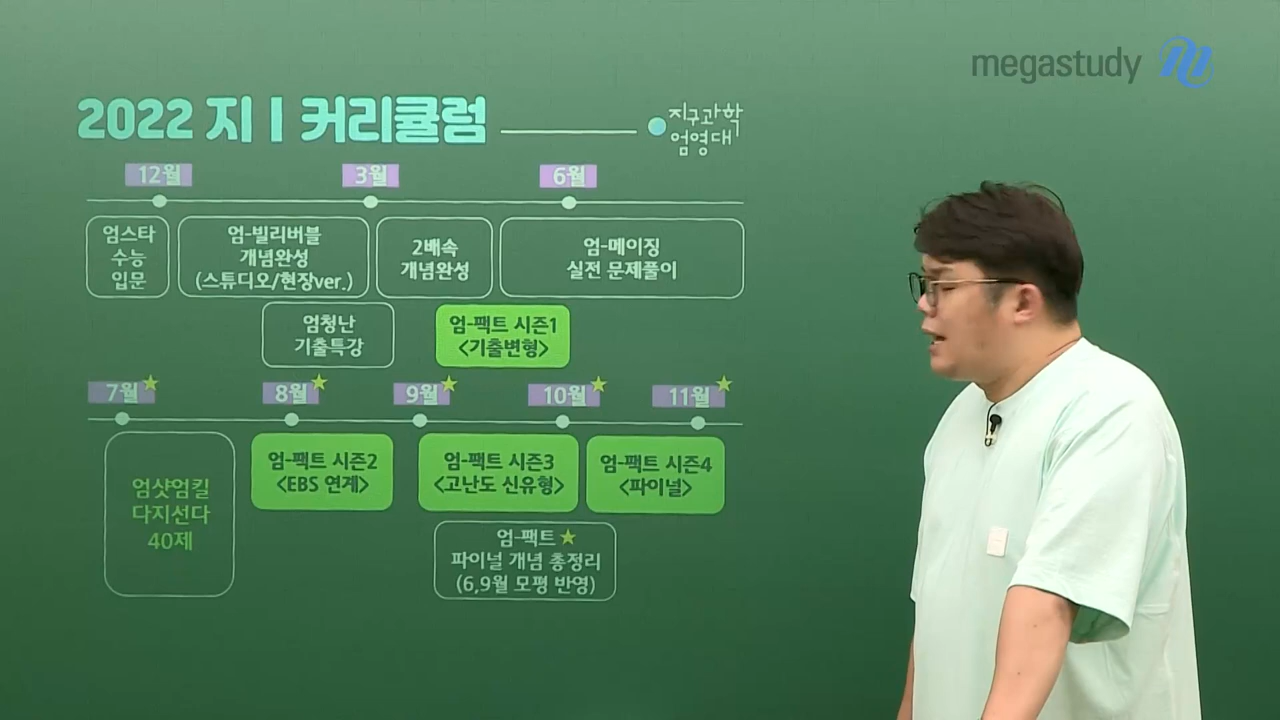 megastudy
2022 지Ⅰ 커리큘럼
지구과학
엄영대
12월
3월
6월
엄스타
수능
입문
엄-빌리버블
개념완성
(스튜디오/현장ver.)
2배속
개념완성
엄-메이징
실전 문제풀이
엄청난
기출특강
엄-팩트 시즌1
<기출변형>
7월
8월
9월
10월
11월
엄샷엄킬
다지선다
40제
엄-팩트 시즌2
<EBS 연계>
엄-팩트 시즌3
<고난도 신유형>
엄-팩트 시즌4
<파이널>
엄-팩트
파이널 개념 총정리
(6,9월 모평 반영)